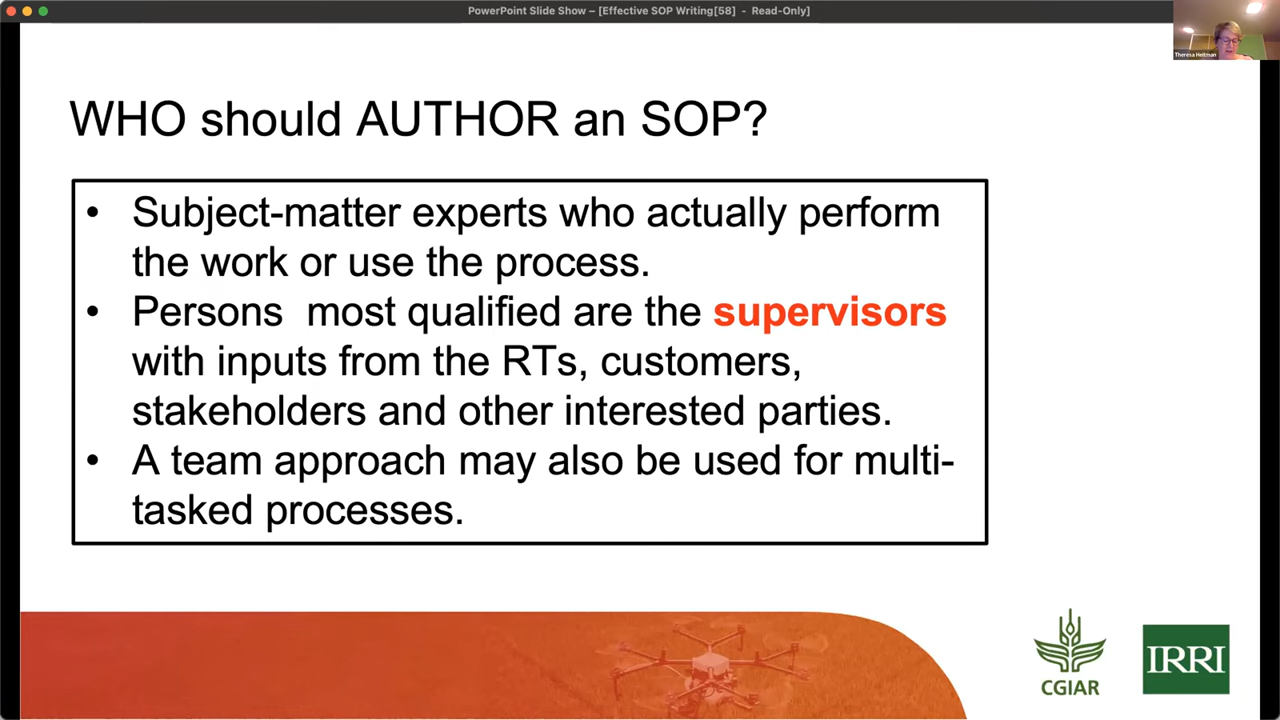 PowerPoint Slide Show – [Effective SOP Writing[58] - Read-Only]
Theresa Heitman
WHO should AUTHOR an SOP?
• Subject-matter experts who actually perform
the work or use the process.
• Persons most qualified are the supervisors
with inputs from the RTs, customers,
stakeholders and other interested parties.
• A team approach may also be used for multi-
tasked processes.
CGIAR
IRRI